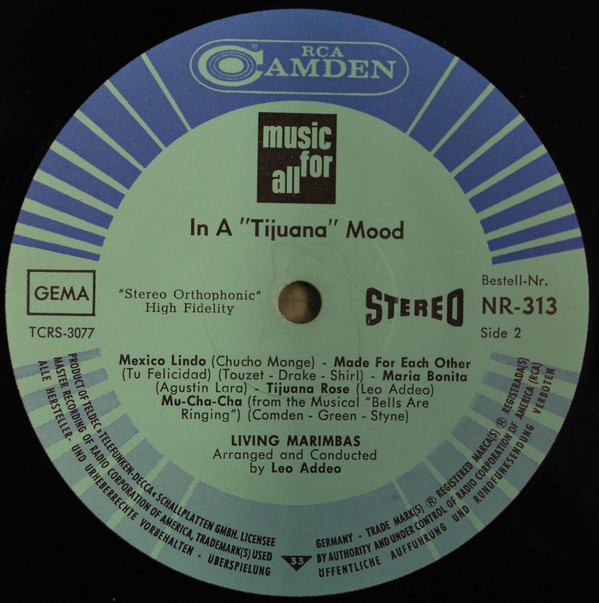 RCA
CAMDEN
music
for
all
In A "Tijuana" Mood
GEMA
TCRS-3077
"Stereo Orthophonic"
High Fidelity
STEREO
Bestell-Nr.
NR-313
Side 2
Mexico Lindo (Chucho Monge) - Made For Each Other
(Tu Felicidad) (Touzet - Drake - Shirl) - Maria Bonita
(Agustin Lara) - Tijuana Rose (Leo Addeo)
Mu-Cha-Cha (from the Musical "Bells Are
Ringing") (Comden - Green - Styne)
LIVING MARIMBAS
Arranged and Conducted
by Leo Addeo
PRODUCT OF TELDEC »TELEFUNKEN-DECCA« SCHALLPLATTEN GMBH. LICENSEE
MASTER RECORDING OF RADIO CORPORATION OF AMERICA, TRADEMARK(S) USED
ALLE HERSTELLER- UND URHEBERRECHTE VORBEHALTEN · ÜBERSPIELUNG
33
GERMANY - TRADE MARK(S) ® REGISTERED MARCA(S) ® REGISTRADA(S)
BY AUTHORITY AND UNDER CONTROL OF RADIO CORPORATION OF AMERICA (RCA)
ÖFFENTLICHE AUFFÜHRUNG UND RUNDFUNKSENDUNG VERBOTEN